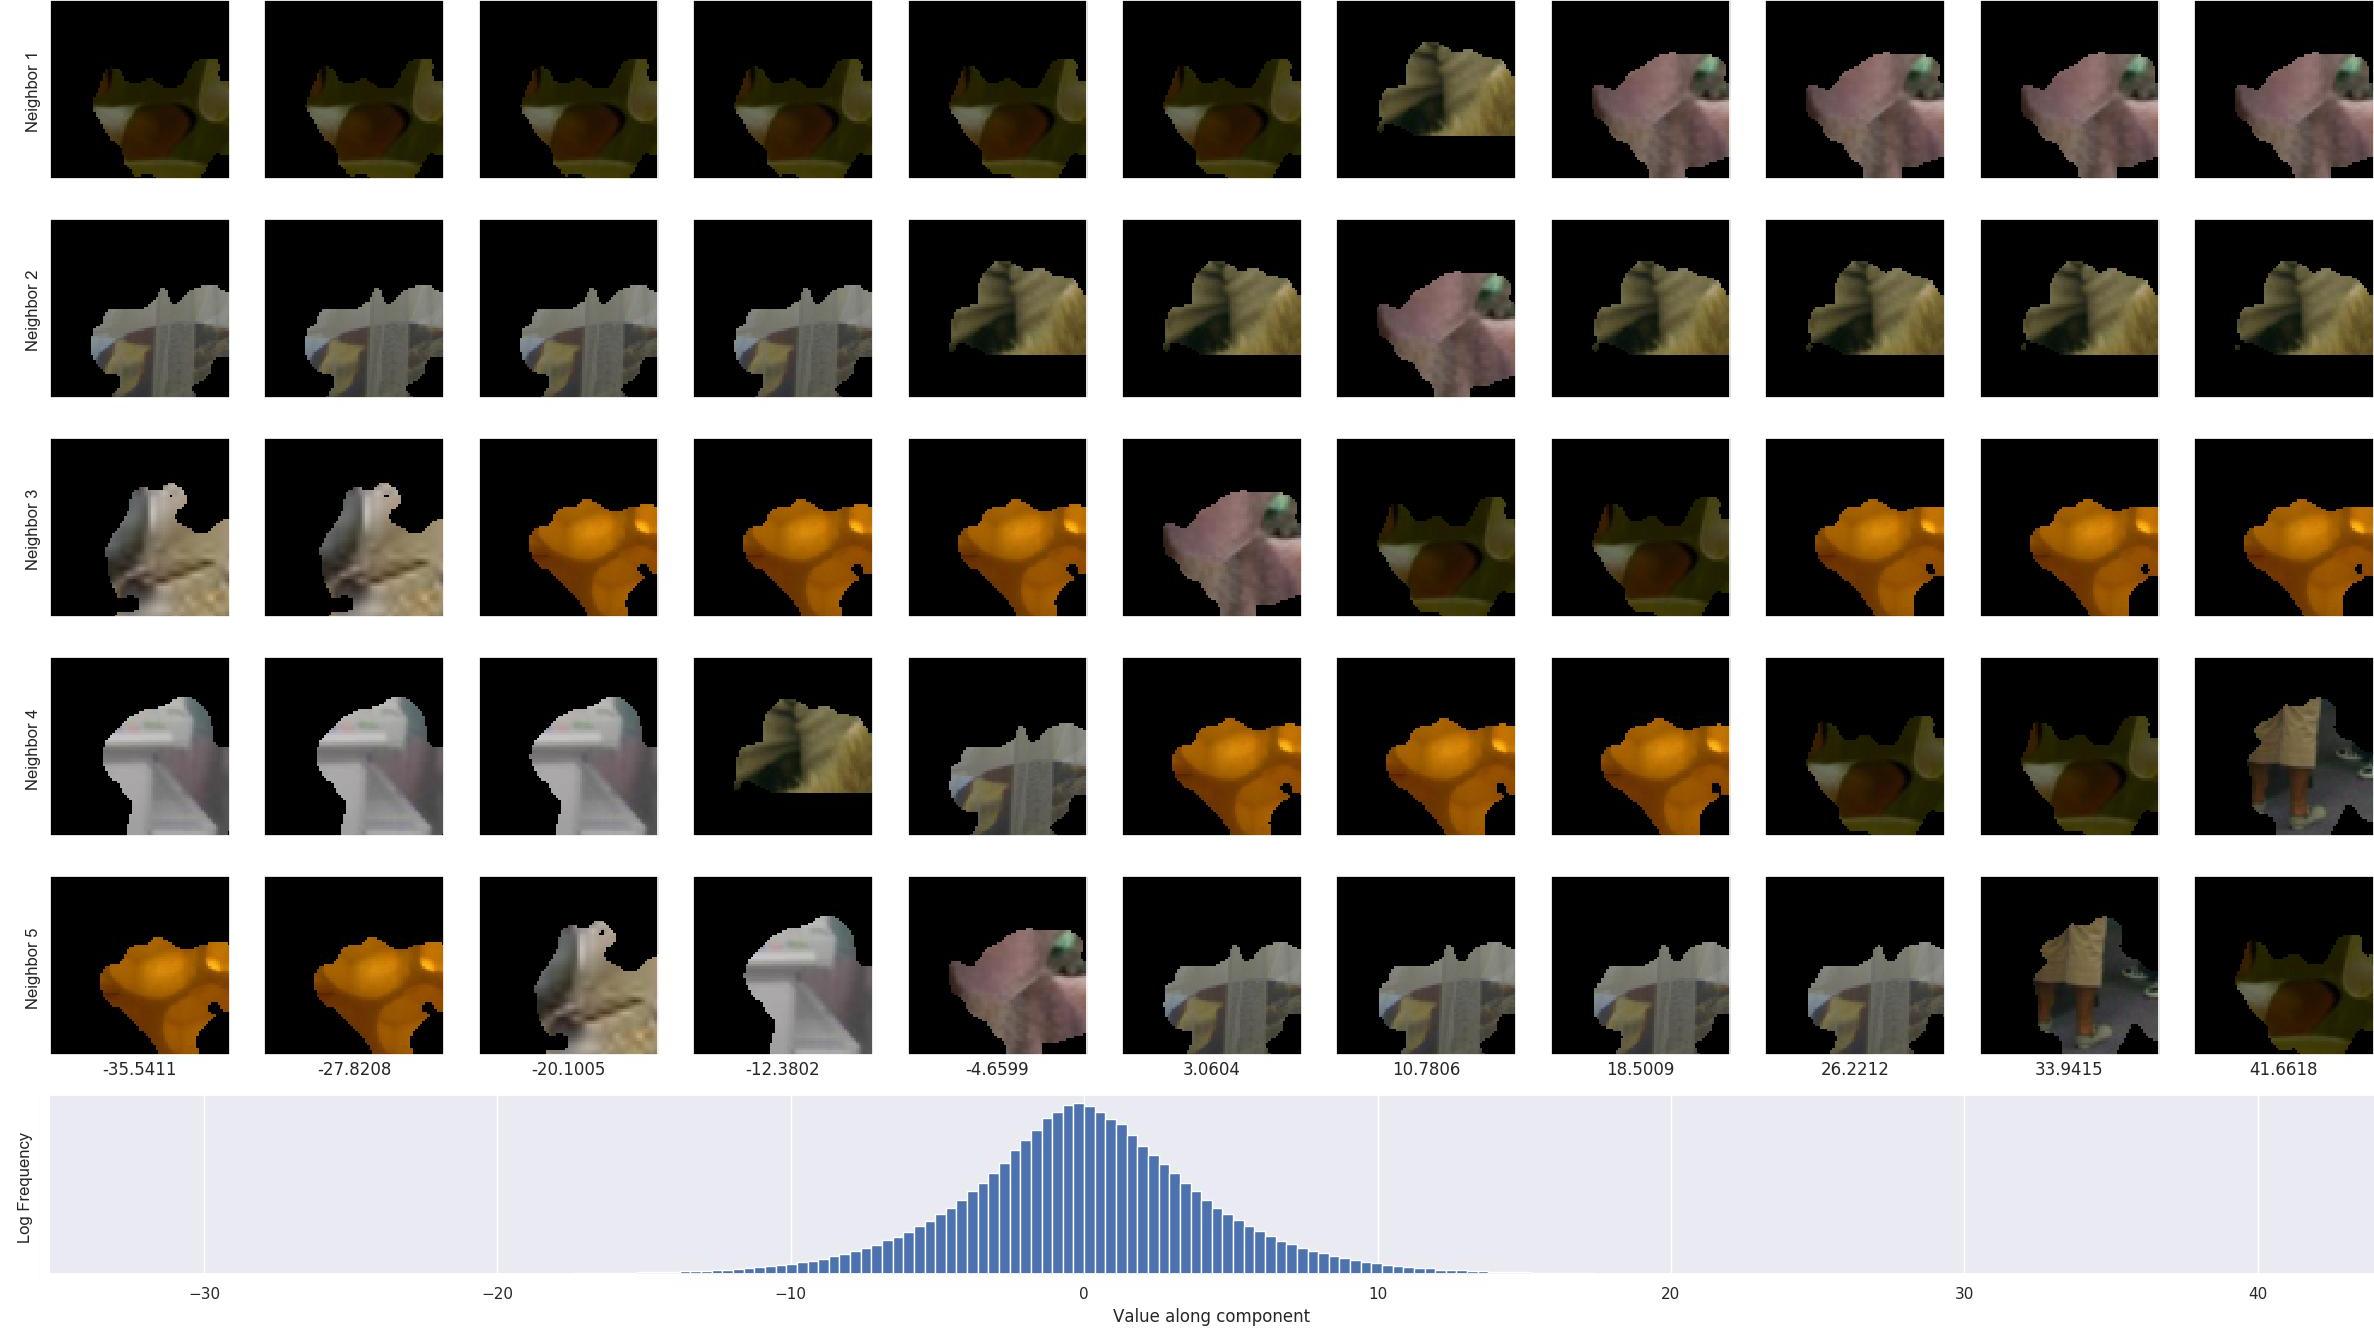 Neighbor 1
Neighbor 2
Neighbor 3
Neighbor 4
Neighbor 5
-35.5411 -27.8208 -20.1005 -12.3802 -4.6599 3.0604 10.7806 18.5009 26.2212 33.9415 41.6618
Log Frequency
−30 −20 −10 0 10 20 30 40
Value along component